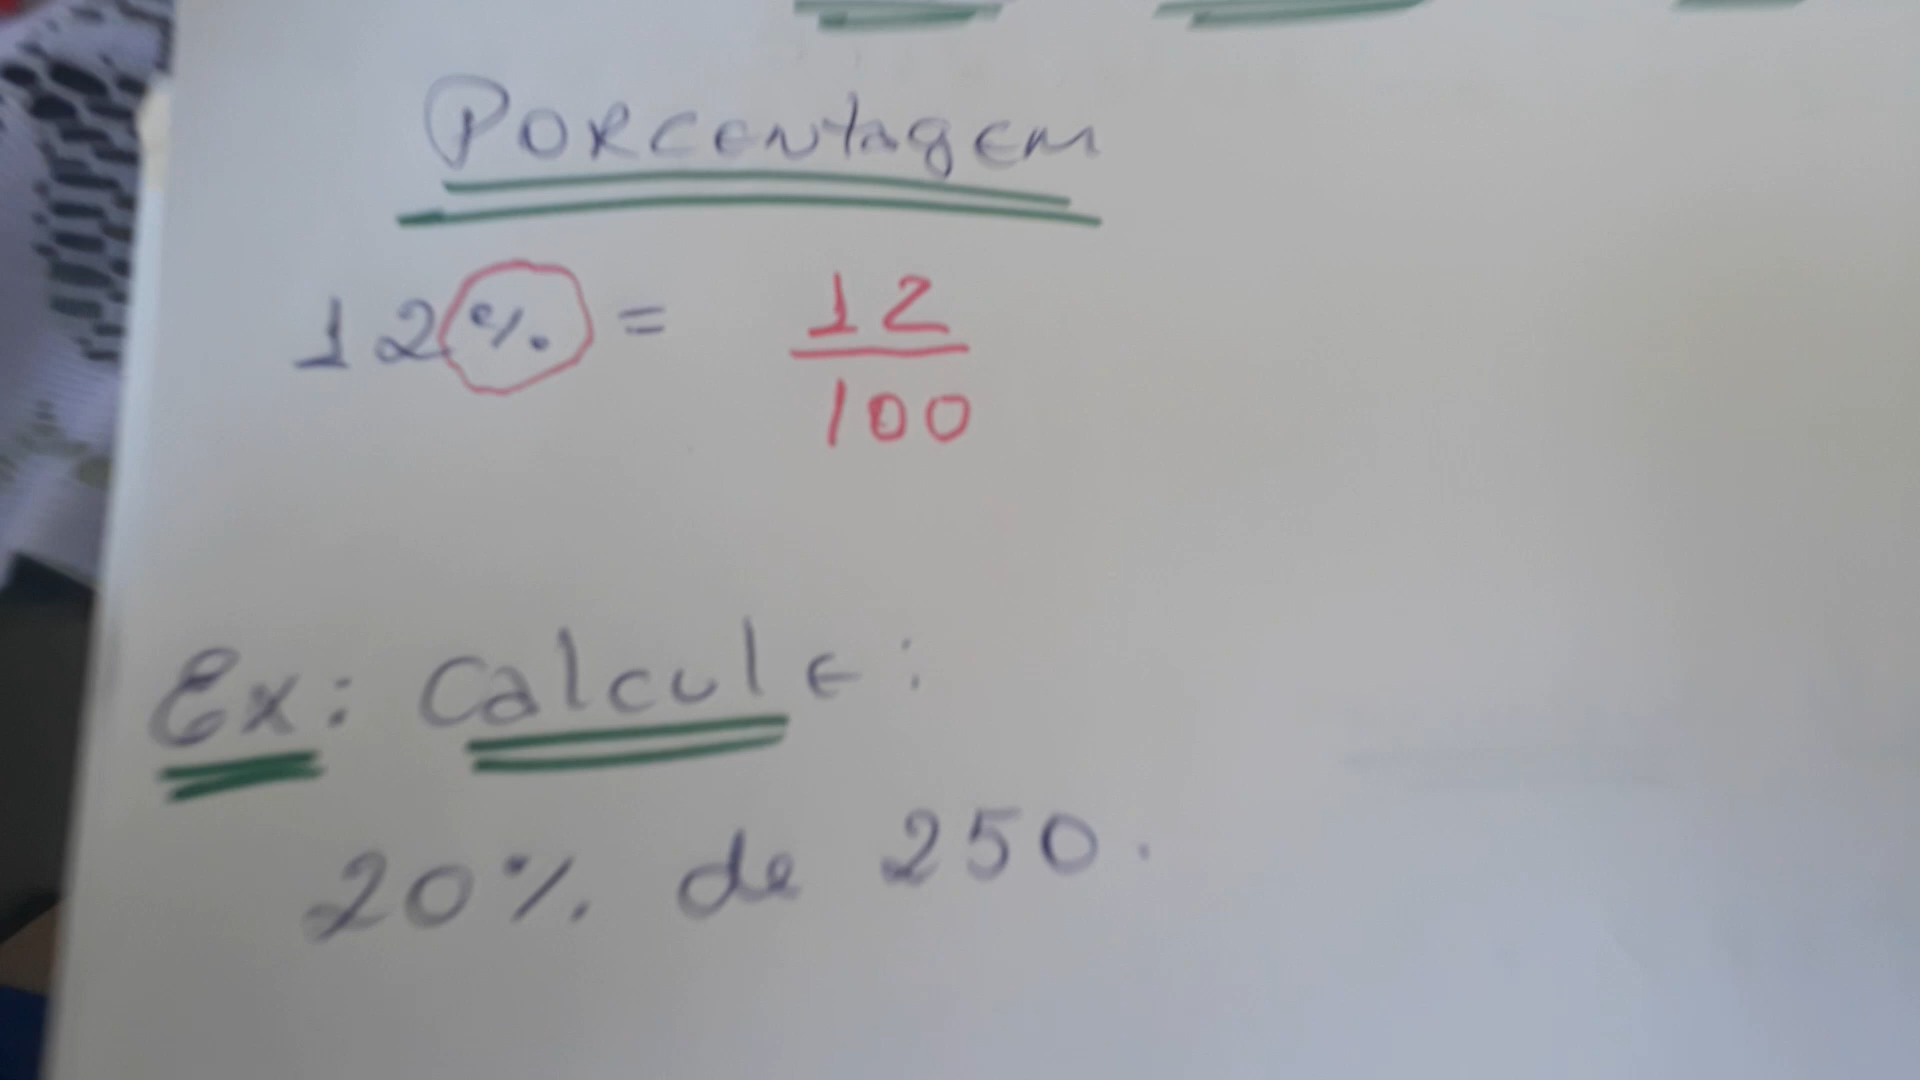 Porcentagem
12% = 12/100
Ex: Calcule:
20% de 250.